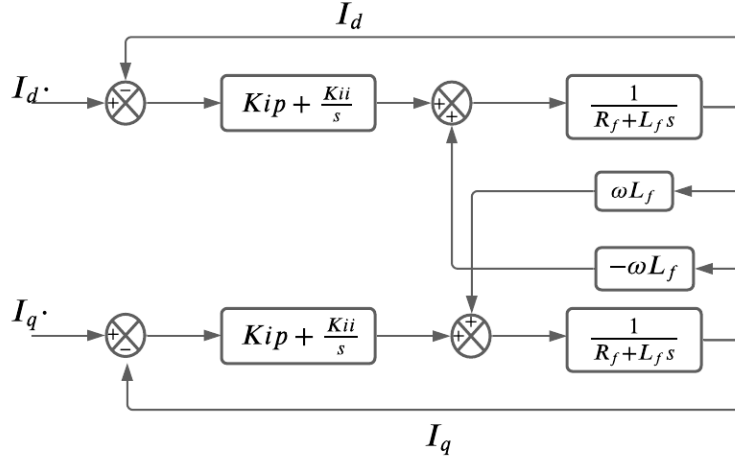 I_d
I_d·
−
+
Kip + Kii/s
+
+
1/(R_f+L_f s)
ωL_f
−ωL_f
I_q·
+
−
Kip + Kii/s
+
+
1/(R_f+L_f s)
I_q